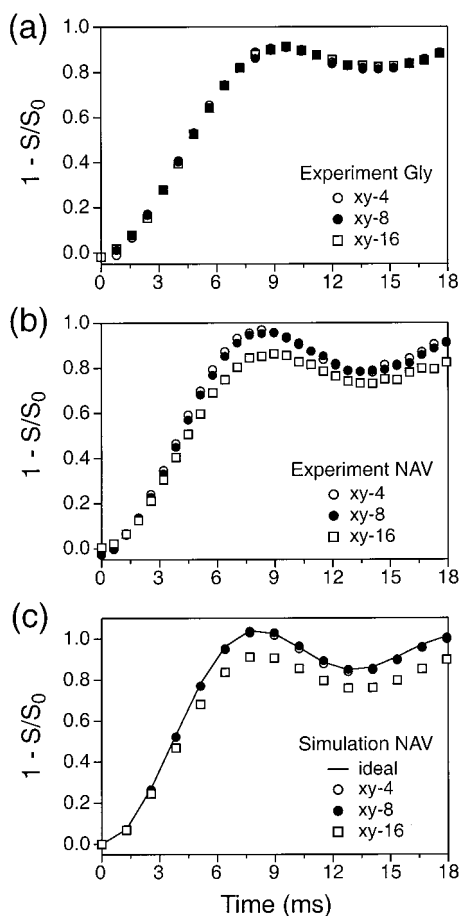 (a)
1.0
0.8
0.6
0.4
0.2
0.0
1 - S/S0
Experiment Gly
xy-4
xy-8
xy-16
0 3 6 9 12 15 18
(b)
1.0
0.8
0.6
0.4
0.2
0.0
1 - S/S0
Experiment NAV
xy-4
xy-8
xy-16
0 3 6 9 12 15 18
(c)
1.0
0.8
0.6
0.4
0.2
0.0
1 - S/S0
Simulation NAV
ideal
xy-4
xy-8
xy-16
0 3 6 9 12 15 18
Time (ms)